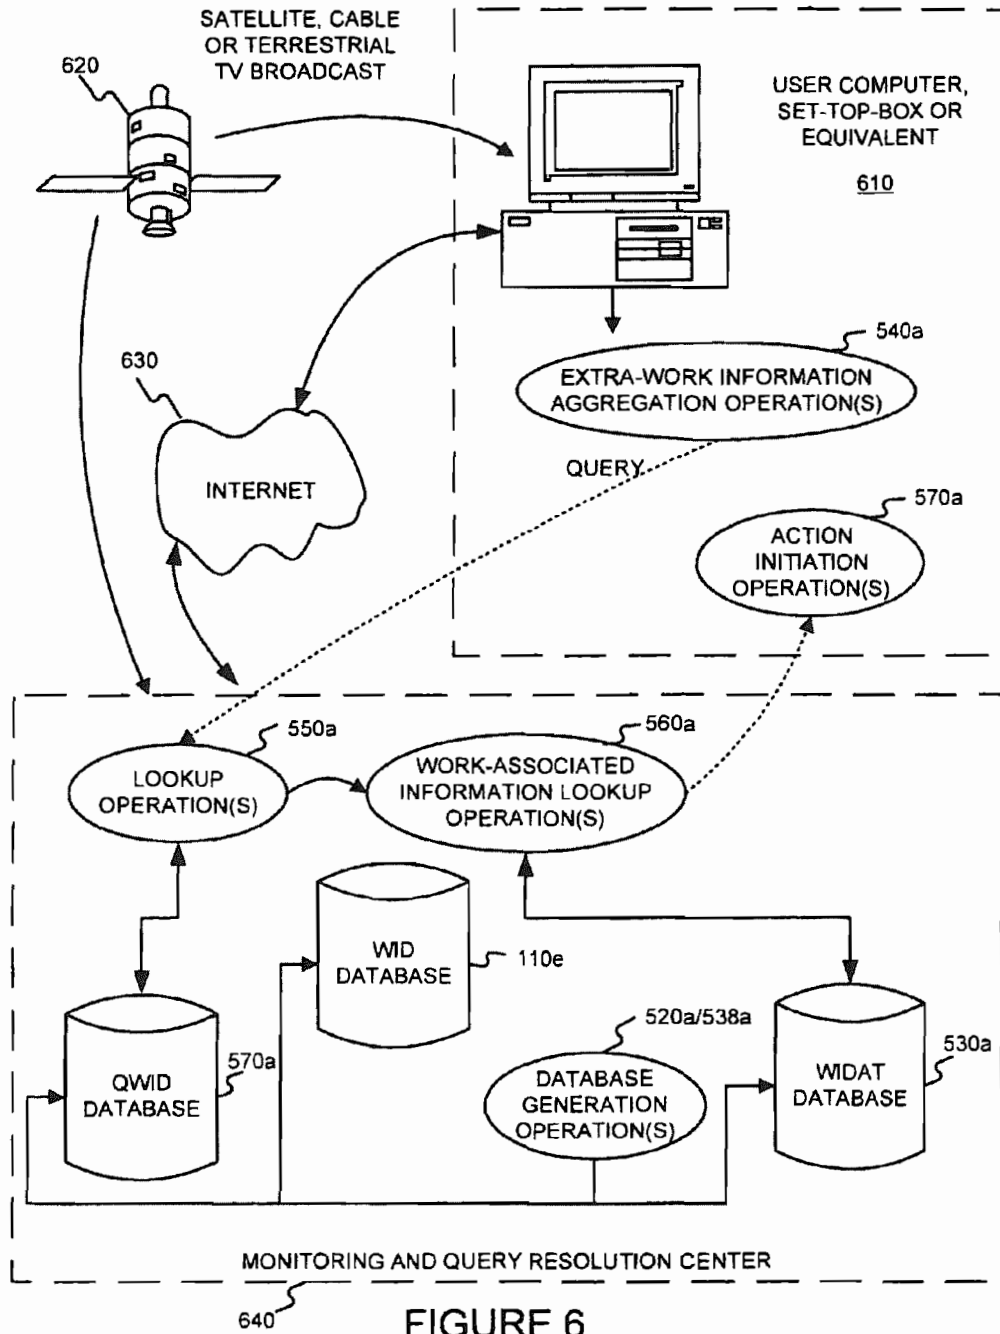 SATELLITE, CABLE
OR TERRESTRIAL
TV BROADCAST
620
USER COMPUTER,
SET-TOP-BOX OR
EQUIVALENT
610
540a
EXTRA-WORK INFORMATION
AGGREGATION OPERATION(S)
630
INTERNET
QUERY
570a
ACTION
INITIATION
OPERATION(S)
550a
LOOKUP
OPERATION(S)
560a
WORK-ASSOCIATED
INFORMATION LOOKUP
OPERATION(S)
WID
DATABASE
110e
QWID
DATABASE
570a
520a/538a
DATABASE
GENERATION
OPERATION(S)
WIDAT
DATABASE
530a
MONITORING AND QUERY RESOLUTION CENTER
640
FIGURE 6